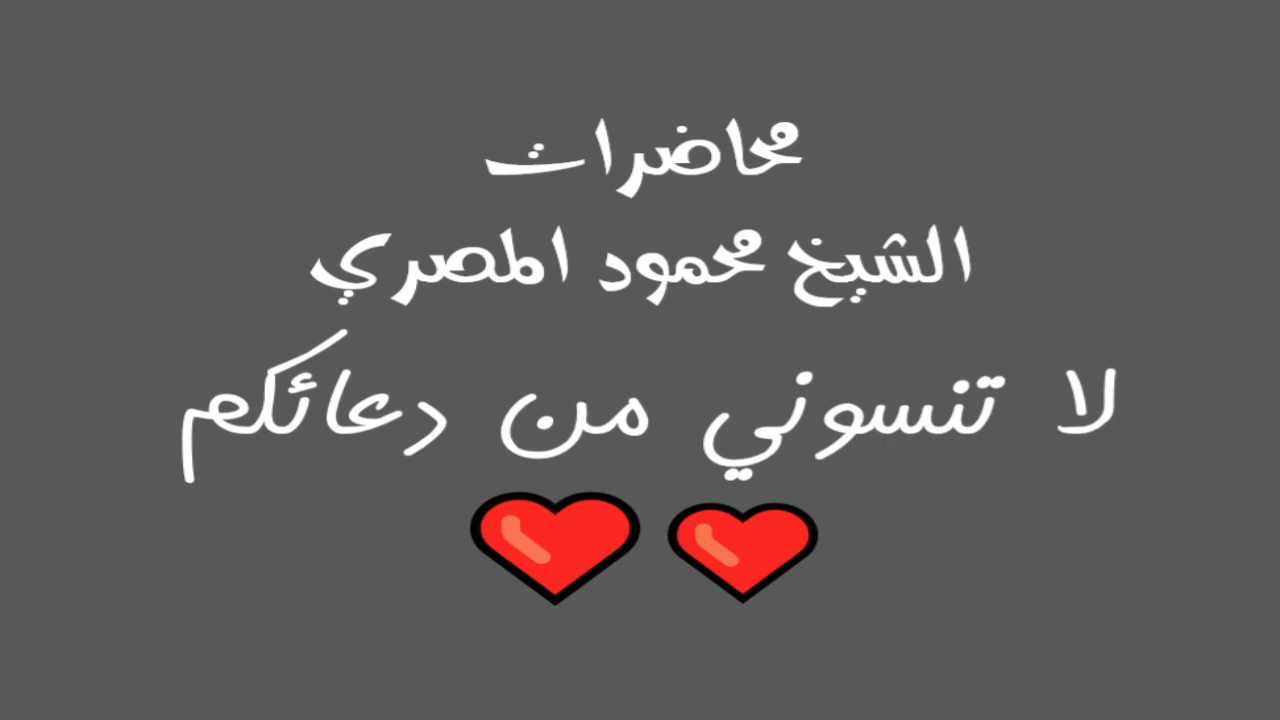 محاضرات
الشيخ محمود المصري
لا تنسوني من دعائكم